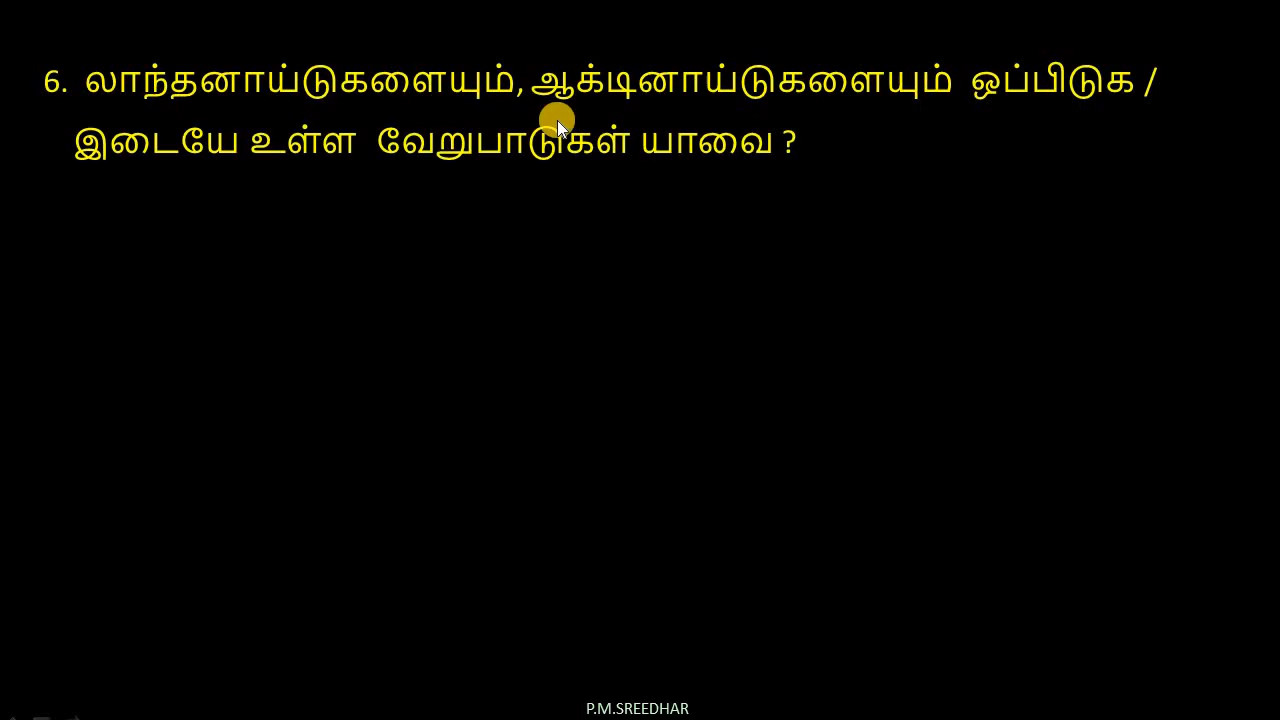 6. லாந்தனாய்டுகளையும், ஆக்டினாய்டுகளையும் ஒப்பிடுக /
இடையே உள்ள வேறுபாடுகள் யாவை ?
P.M.SREEDHAR